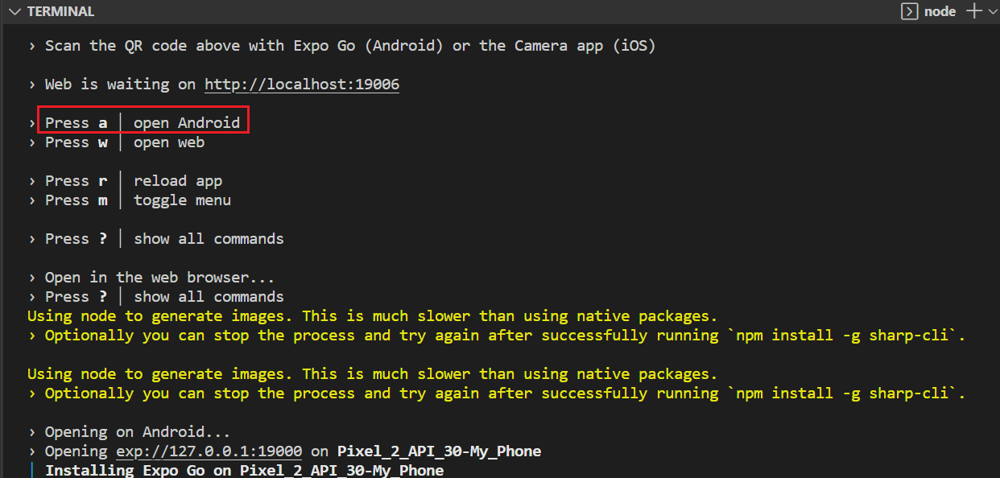 TERMINAL
node
› Scan the QR code above with Expo Go (Android) or the Camera app (iOS)
› Web is waiting on http://localhost:19006
› Press a │ open Android
› Press w │ open web
› Press r │ reload app
› Press m │ toggle menu
› Press ? │ show all commands
› Open in the web browser...
› Press ? │ show all commands
Using node to generate images. This is much slower than using native packages.
› Optionally you can stop the process and try again after successfully running `npm install -g sharp-cli`.
Using node to generate images. This is much slower than using native packages.
› Optionally you can stop the process and try again after successfully running `npm install -g sharp-cli`.
› Opening on Android...
› Opening exp://127.0.0.1:19000 on Pixel_2_API_30-My_Phone
│ Installing Expo Go on Pixel_2_API_30-My_Phone